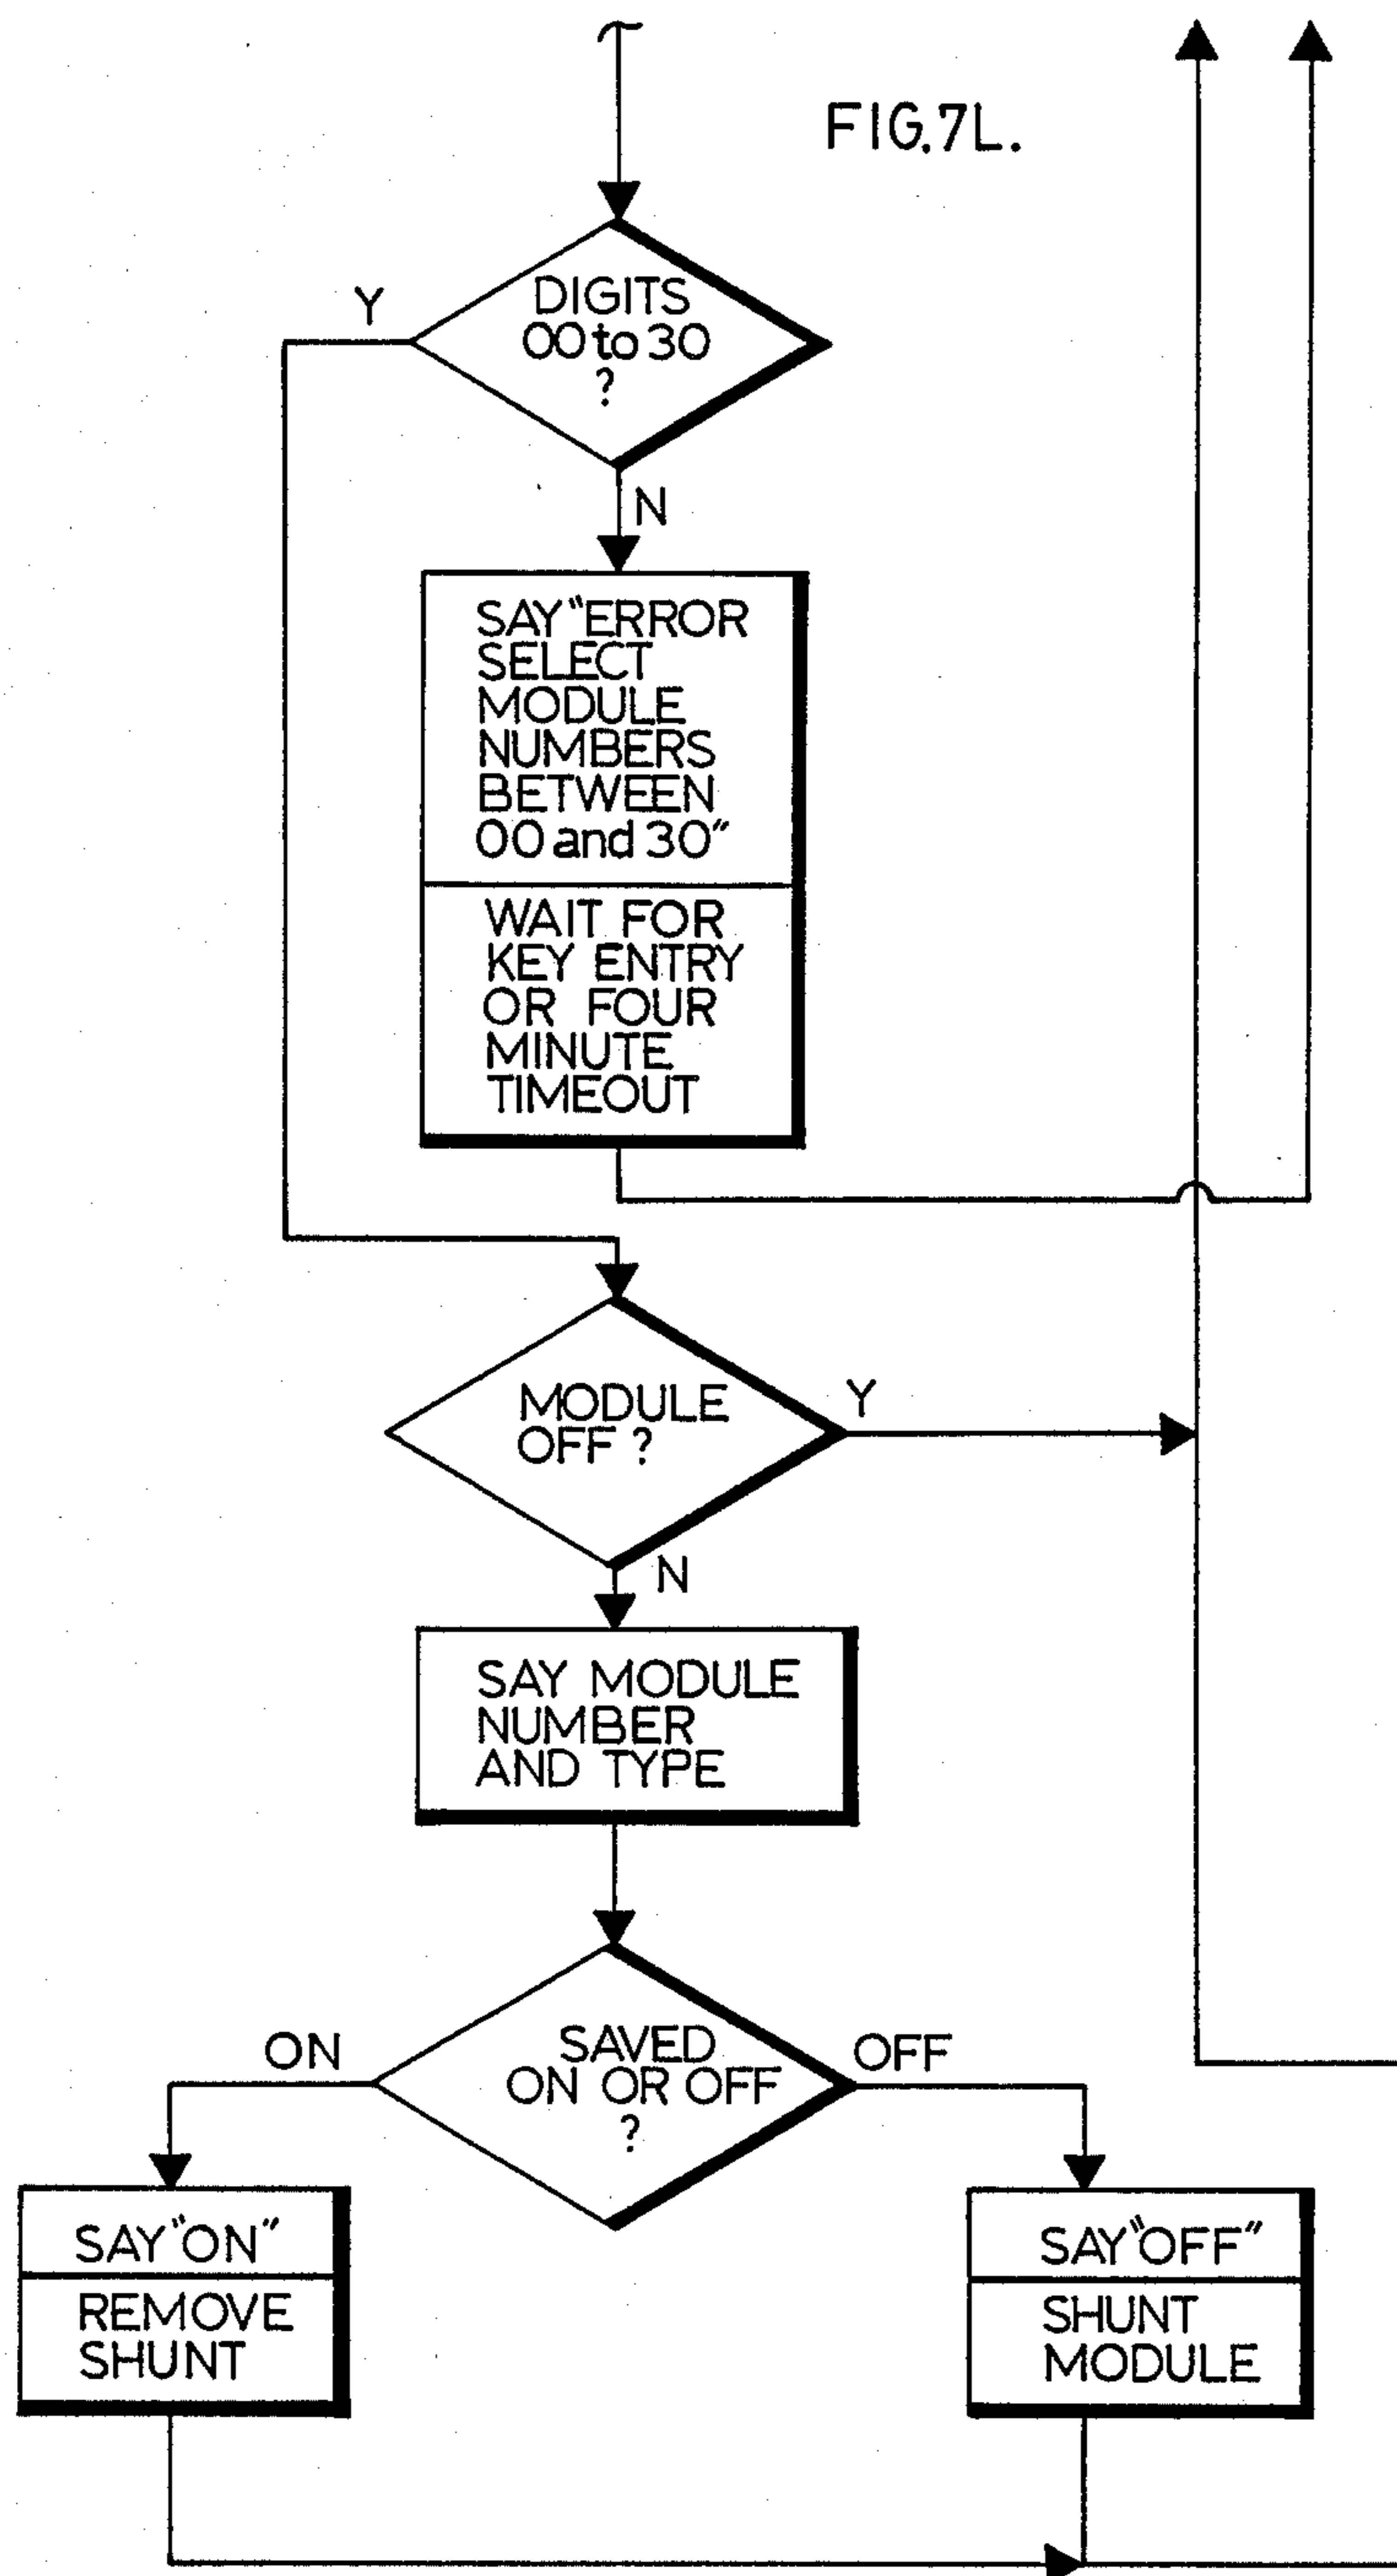 FIG. 7L.
DIGITS
00 to 30
?
Y
N
SAY "ERROR
SELECT
MODULE
NUMBERS
BETWEEN
00 and 30"
WAIT FOR
KEY ENTRY
OR FOUR
MINUTE
TIMEOUT
MODULE
OFF ?
Y
N
SAY MODULE
NUMBER
AND TYPE
SAVED
ON OR OFF
?
ON
OFF
SAY "ON"
REMOVE
SHUNT
SAY "OFF"
SHUNT
MODULE